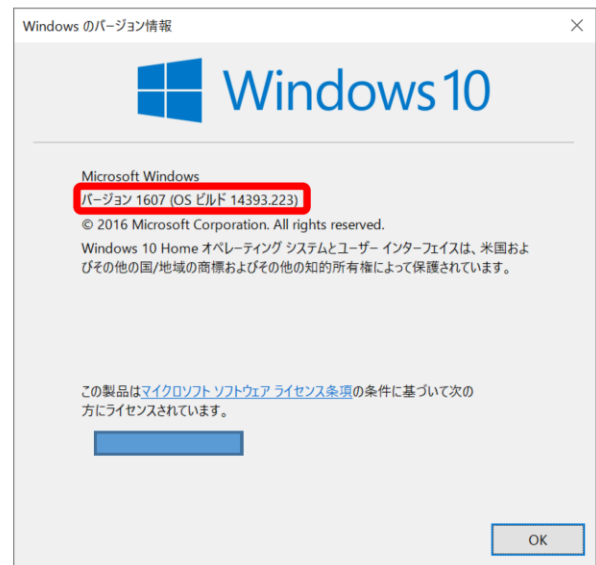 Windows のバージョン情報
Windows 10
Microsoft Windows
バージョン 1607 (OS ビルド 14393.223)
© 2016 Microsoft Corporation. All rights reserved.
Windows 10 Home オペレーティング システムとユーザー インターフェイスは、米国およ
びその他の国/地域の商標およびその他の知的所有権によって保護されています。
この製品はマイクロソフト ソフトウェア ライセンス条項の条件に基づいて次の
方にライセンスされています。
OK